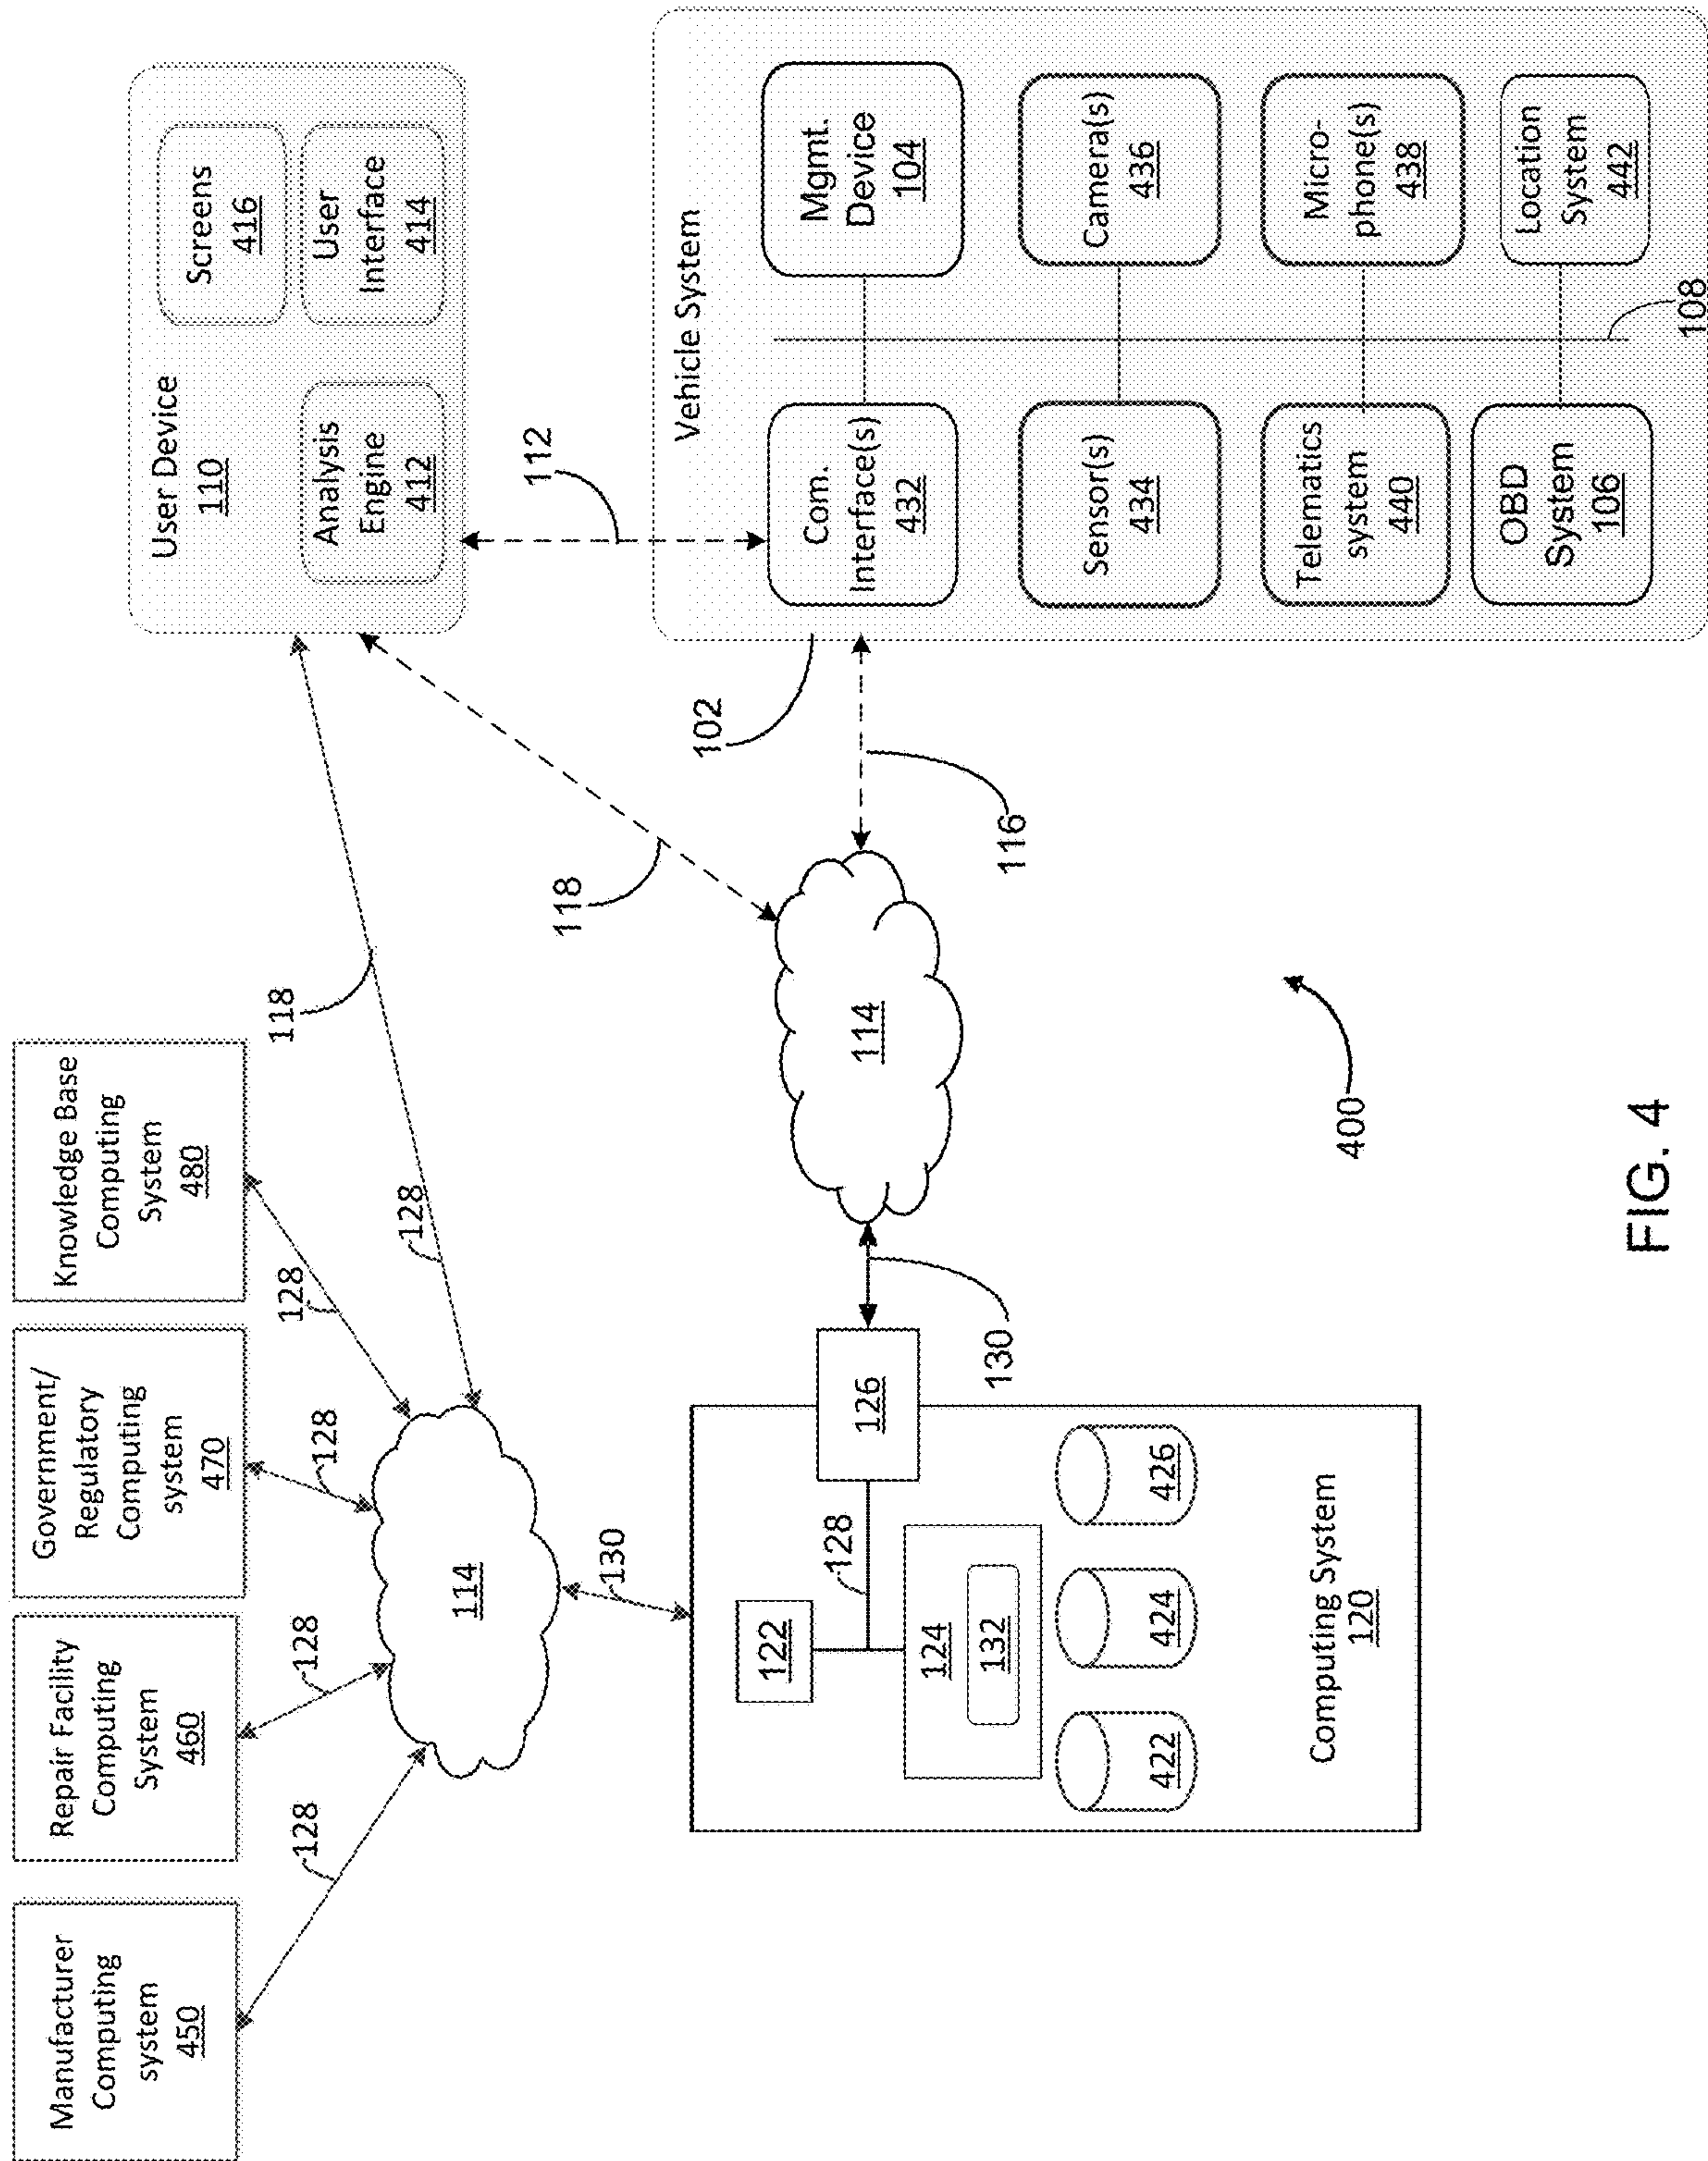 Manufacturer
Computing
system
450
Repair Facility
Computing
System
460
Government/
Regulatory
Computing
system
470
Knowledge Base
Computing
System
480
128
128
128
128
128
118
114
130
118
User Device
110
Screens
416
Analysis
Engine
412
User
Interface
414
112
102
Vehicle System
Com.
Interface(s)
432
Mgmt.
Device
104
Sensor(s)
434
Camera(s)
436
Telematics
system
440
Micro-
phone(s)
438
OBD
System
106
Location
System
442
108
116
114
130
122
128
126
124
132
422
424
426
Computing System
120
400
FIG. 4